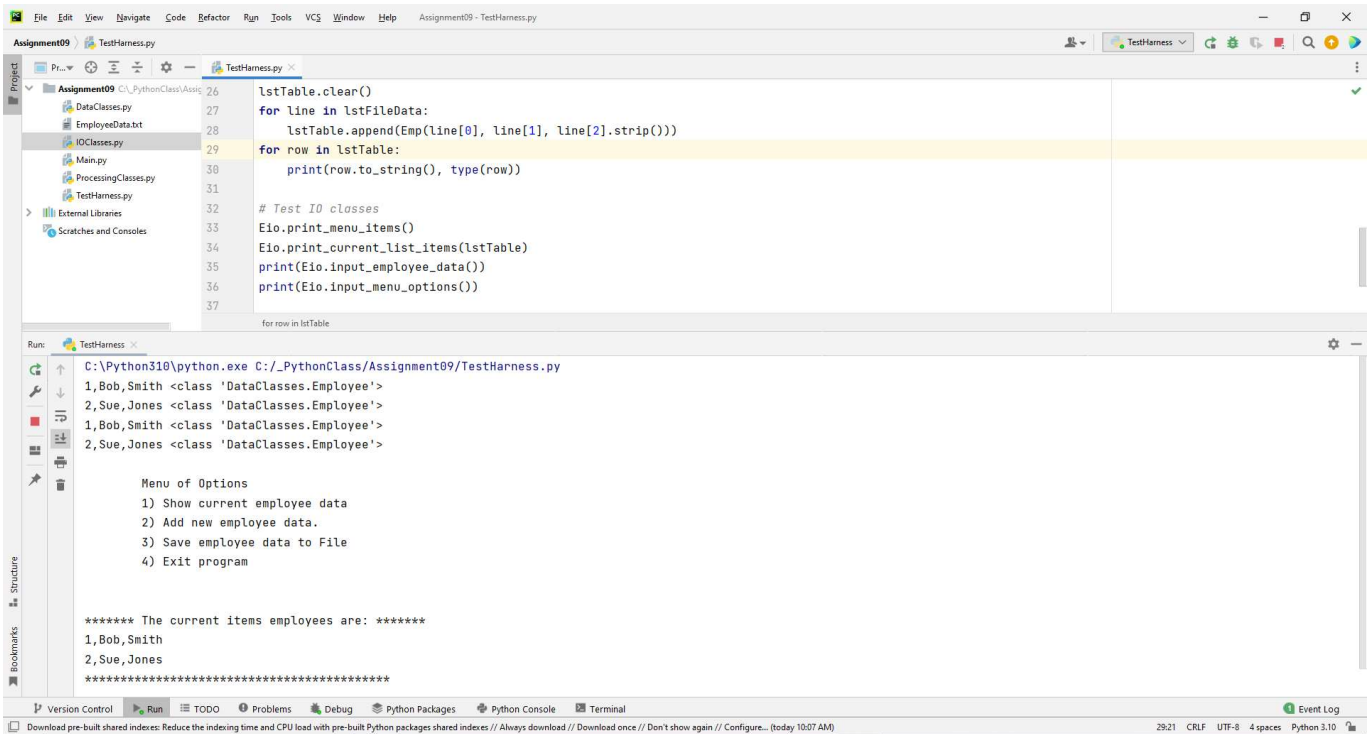 File Edit View Navigate Code Refactor Run Tools VCS Window Help Assignment09 - TestHarness.py
Assignment09 TestHarness.py TestHarness
Project Pr... TestHarness.py
Assignment09 C:\_PythonClass\Assig
DataClasses.py
EmployeeData.txt
IOClasses.py
Main.py
ProcessingClasses.py
TestHarness.py
External Libraries
Scratches and Consoles
26 lstTable.clear()
27 for line in lstFileData:
28 lstTable.append(Emp(line[0], line[1], line[2].strip()))
29 for row in lstTable:
30 print(row.to_string(), type(row))
31
32 # Test IO classes
33 Eio.print_menu_items()
34 Eio.print_current_list_items(lstTable)
35 print(Eio.input_employee_data())
36 print(Eio.input_menu_options())
37
for row in lstTable
Run: TestHarness
C:\Python310\python.exe C:/_PythonClass/Assignment09/TestHarness.py
1,Bob,Smith <class 'DataClasses.Employee'>
2,Sue,Jones <class 'DataClasses.Employee'>
1,Bob,Smith <class 'DataClasses.Employee'>
2,Sue,Jones <class 'DataClasses.Employee'>
Menu of Options
1) Show current employee data
2) Add new employee data.
3) Save employee data to File
4) Exit program
******* The current items employees are: *******
1,Bob,Smith
2,Sue,Jones
*******************************************
Structure
Bookmarks
Version Control Run TODO Problems Debug Python Packages Python Console Terminal 1 Event Log
Download pre-built shared indexes: Reduce the indexing time and CPU load with pre-built Python packages shared indexes // Always download // Download once // Don't show again // Configure... (today 10:07 AM) 29:21 CRLF UTF-8 4 spaces Python 3.10